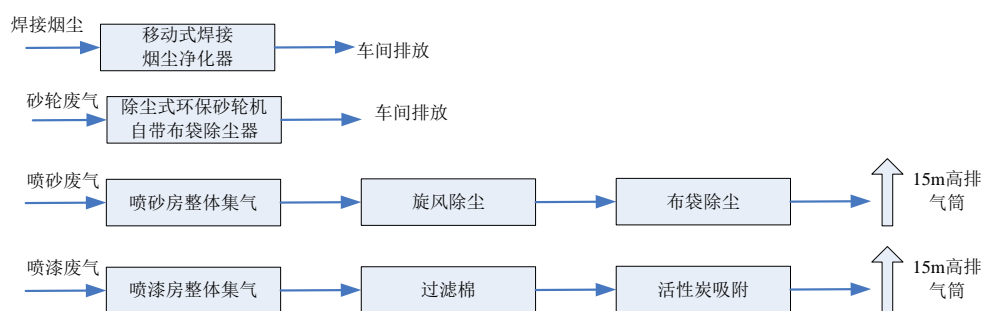 焊接烟尘
移动式焊接
烟尘净化器
车间排放
砂轮废气
除尘式环保砂轮机
自带布袋除尘器
车间排放
喷砂废气
喷砂房整体集气
旋风除尘
布袋除尘
15m高排
气筒
喷漆废气
喷漆房整体集气
过滤棉
活性炭吸附
15m高排
气筒